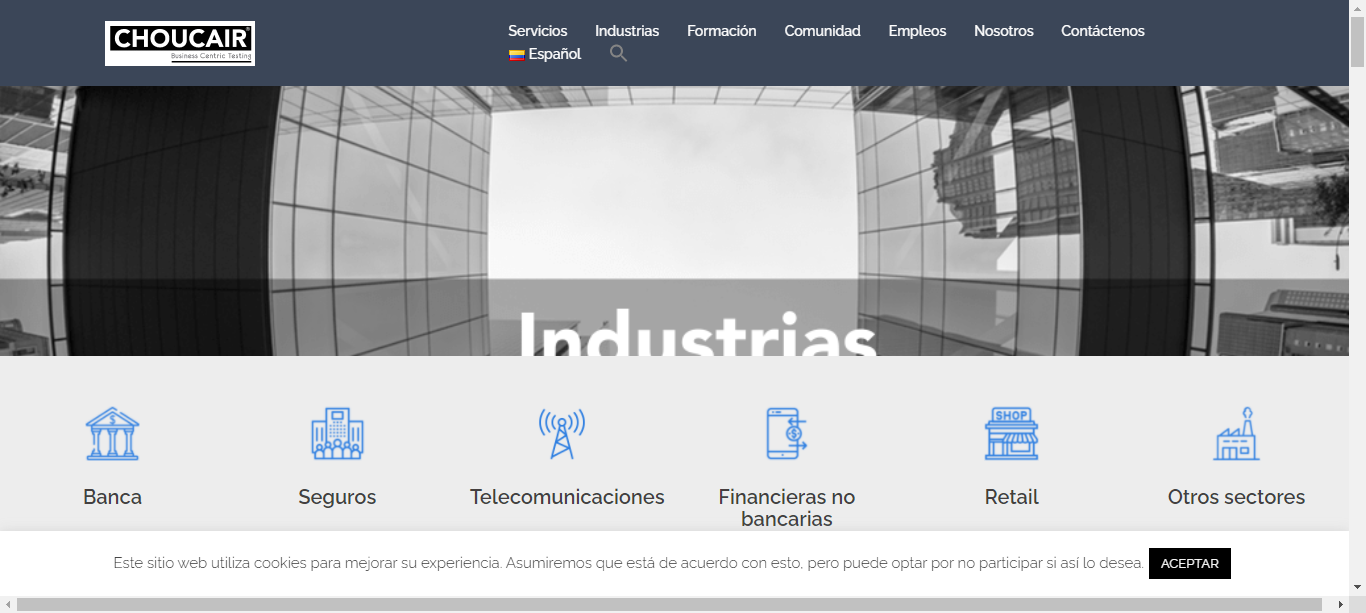 CHOUCAIR
Business Centric Testing
Servicios Industrias Formación Comunidad Empleos Nosotros Contáctenos
Español
Industrias
SHOP
Banca Seguros Telecomunicaciones Financieras no bancarias Retail Otros sectores
Este sitio web utiliza cookies para mejorar su experiencia. Asumiremos que está de acuerdo con esto, pero puede optar por no participar si así lo desea. ACEPTAR